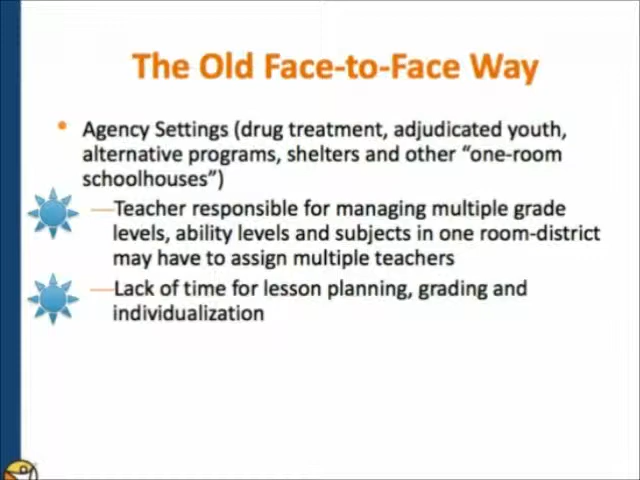 The Old Face-to-Face Way
• Agency Settings (drug treatment, adjudicated youth,
alternative programs, shelters and other “one-room
schoolhouses”)
—Teacher responsible for managing multiple grade
levels, ability levels and subjects in one room-district
may have to assign multiple teachers
—Lack of time for lesson planning, grading and
individualization